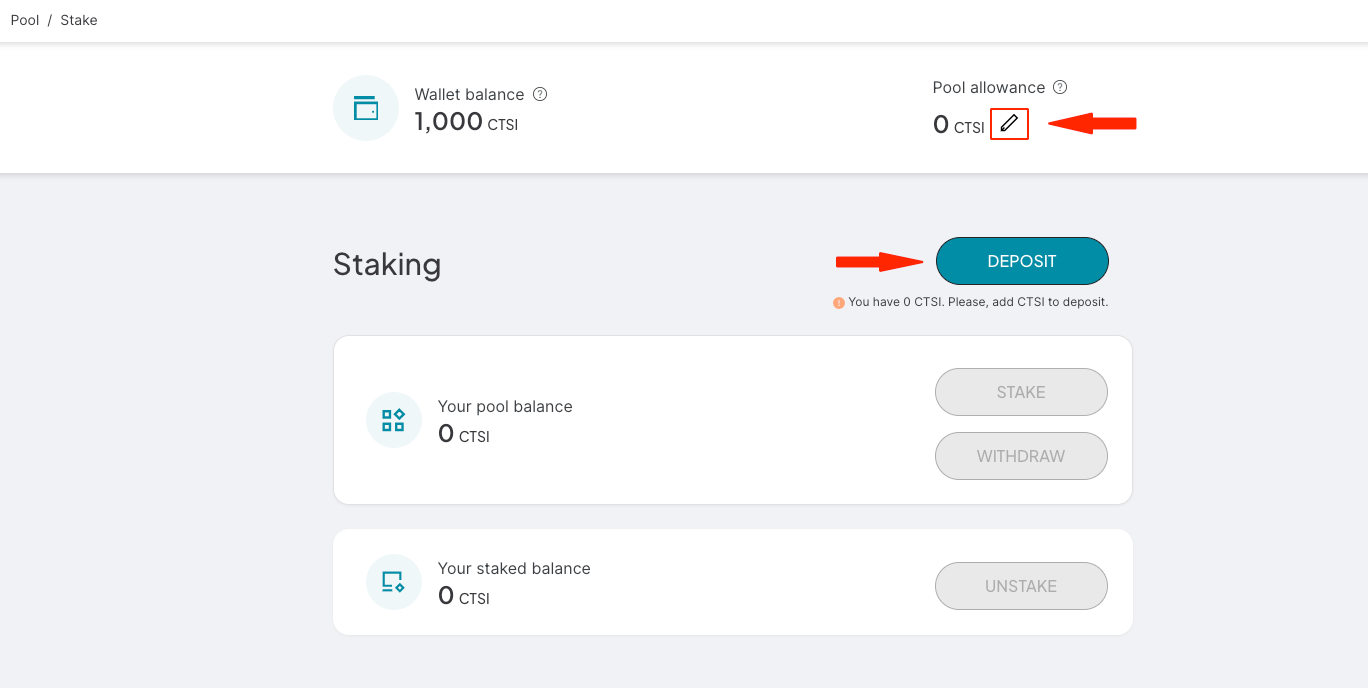 Pool / Stake
Wallet balance ?
1,000 CTSI
Pool allowance ?
0 CTSI
Staking
DEPOSIT
! You have 0 CTSI. Please, add CTSI to deposit.
Your pool balance
0 CTSI
STAKE
WITHDRAW
Your staked balance
0 CTSI
UNSTAKE